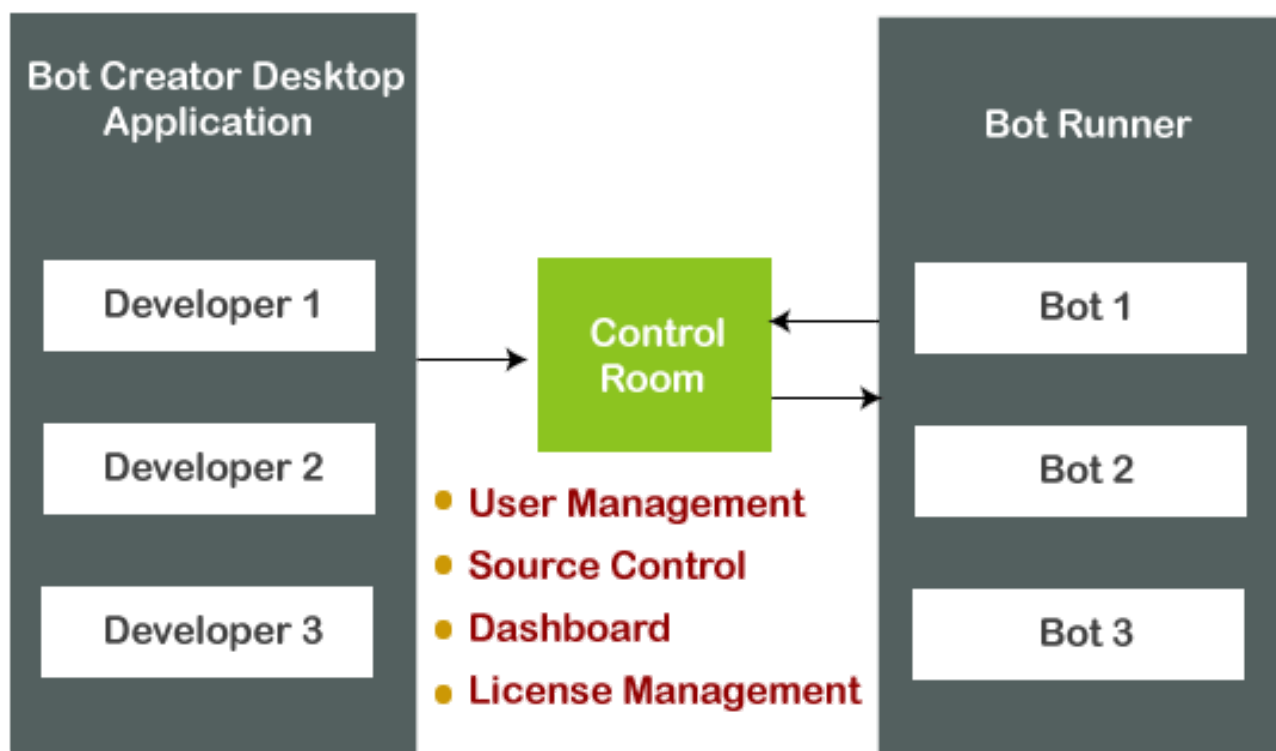 Bot Creator Desktop
Application
Developer 1
Developer 2
Developer 3
Control
Room
User Management
Source Control
Dashboard
License Management
Bot Runner
Bot 1
Bot 2
Bot 3